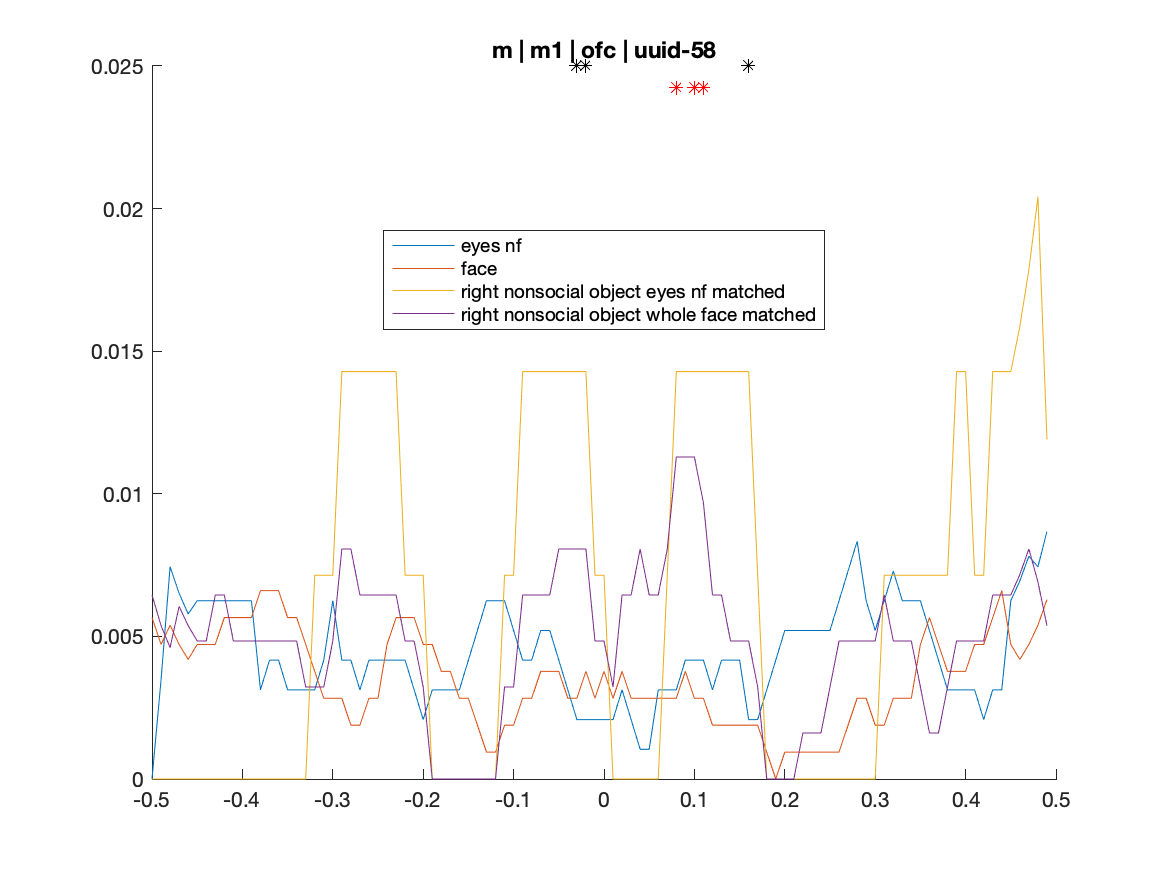 m | m1 | ofc | uuid-58
0.025
0.02
0.015
0.01
0.005
0
eyes nf
face
right nonsocial object eyes nf matched
right nonsocial object whole face matched
-0.5 -0.4 -0.3 -0.2 -0.1 0 0.1 0.2 0.3 0.4 0.5